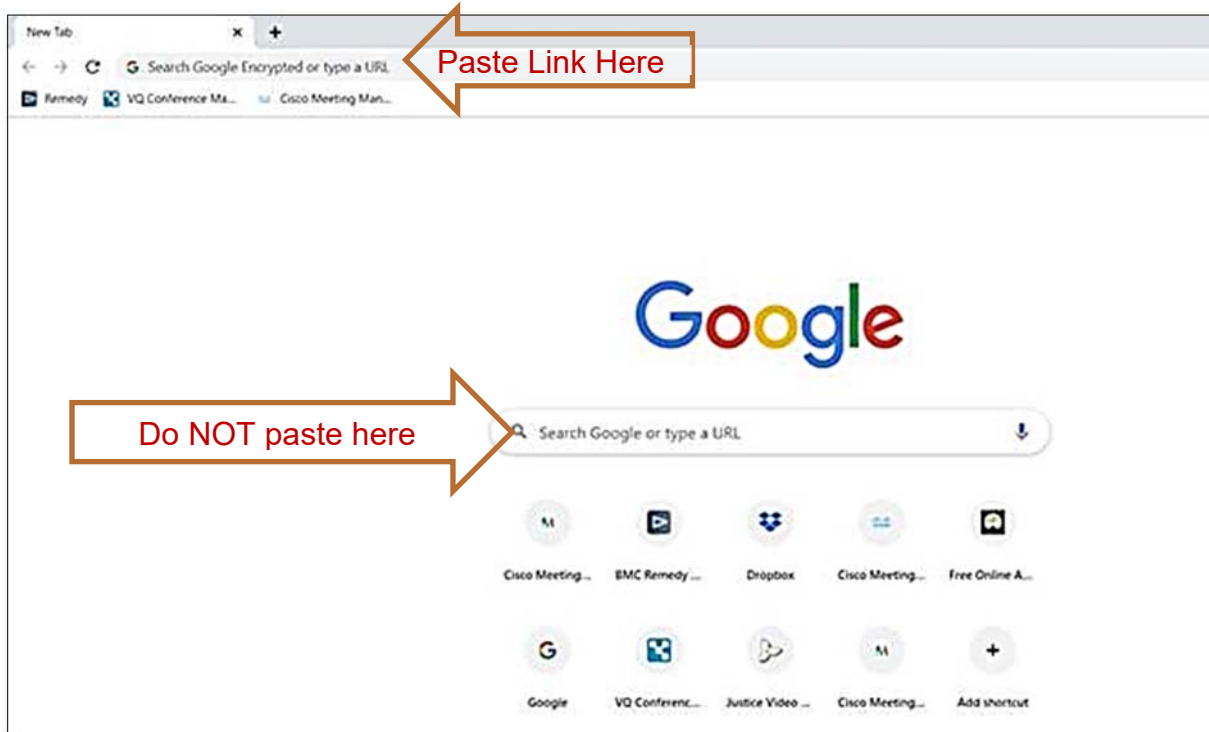 New Tab
Paste Link Here
G Search Google Encrypted or type a URL
Remedy VQ Conference Ma... Cisco Meeting Man...
Google
Do NOT paste here
Search Google or type a URL
M
Cisco Meeting... BMC Remedy ... Dropbox Cisco Meeting... Free Online A...
G M
Google VQ Conferenc... Justice Video ... Cisco Meeting... Add shortcut